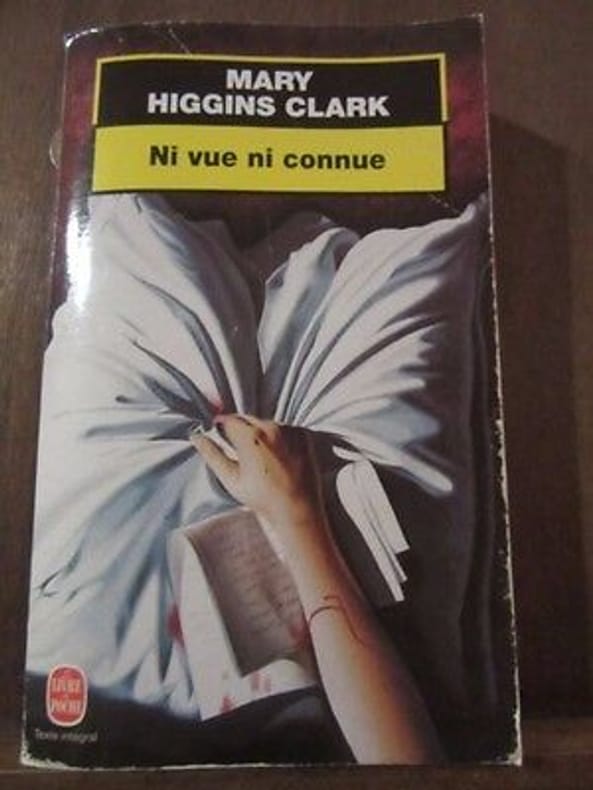 MARY
HIGGINS CLARK
Ni vue ni connue
LE LIVRE
DE
POCHE
Texte intégral